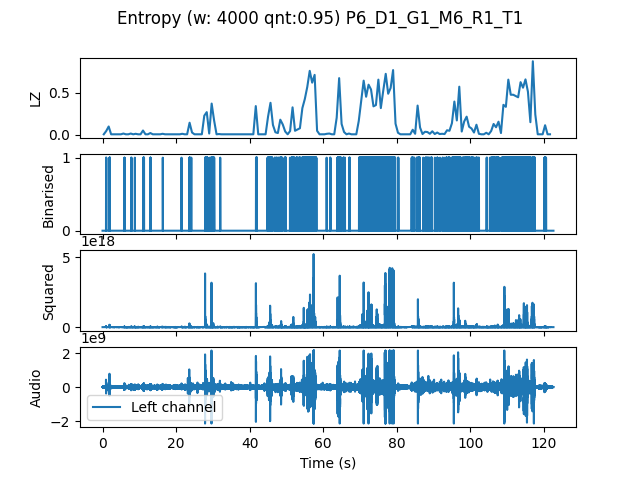 Entropy (w: 4000 qnt:0.95) P6_D1_G1_M6_R1_T1
LZ
0.5
0.0
Binarised
1
0
1e18
Squared
5
0
1e9
Audio
2
0
−2
Left channel
0 20 40 60 80 100 120
Time (s)